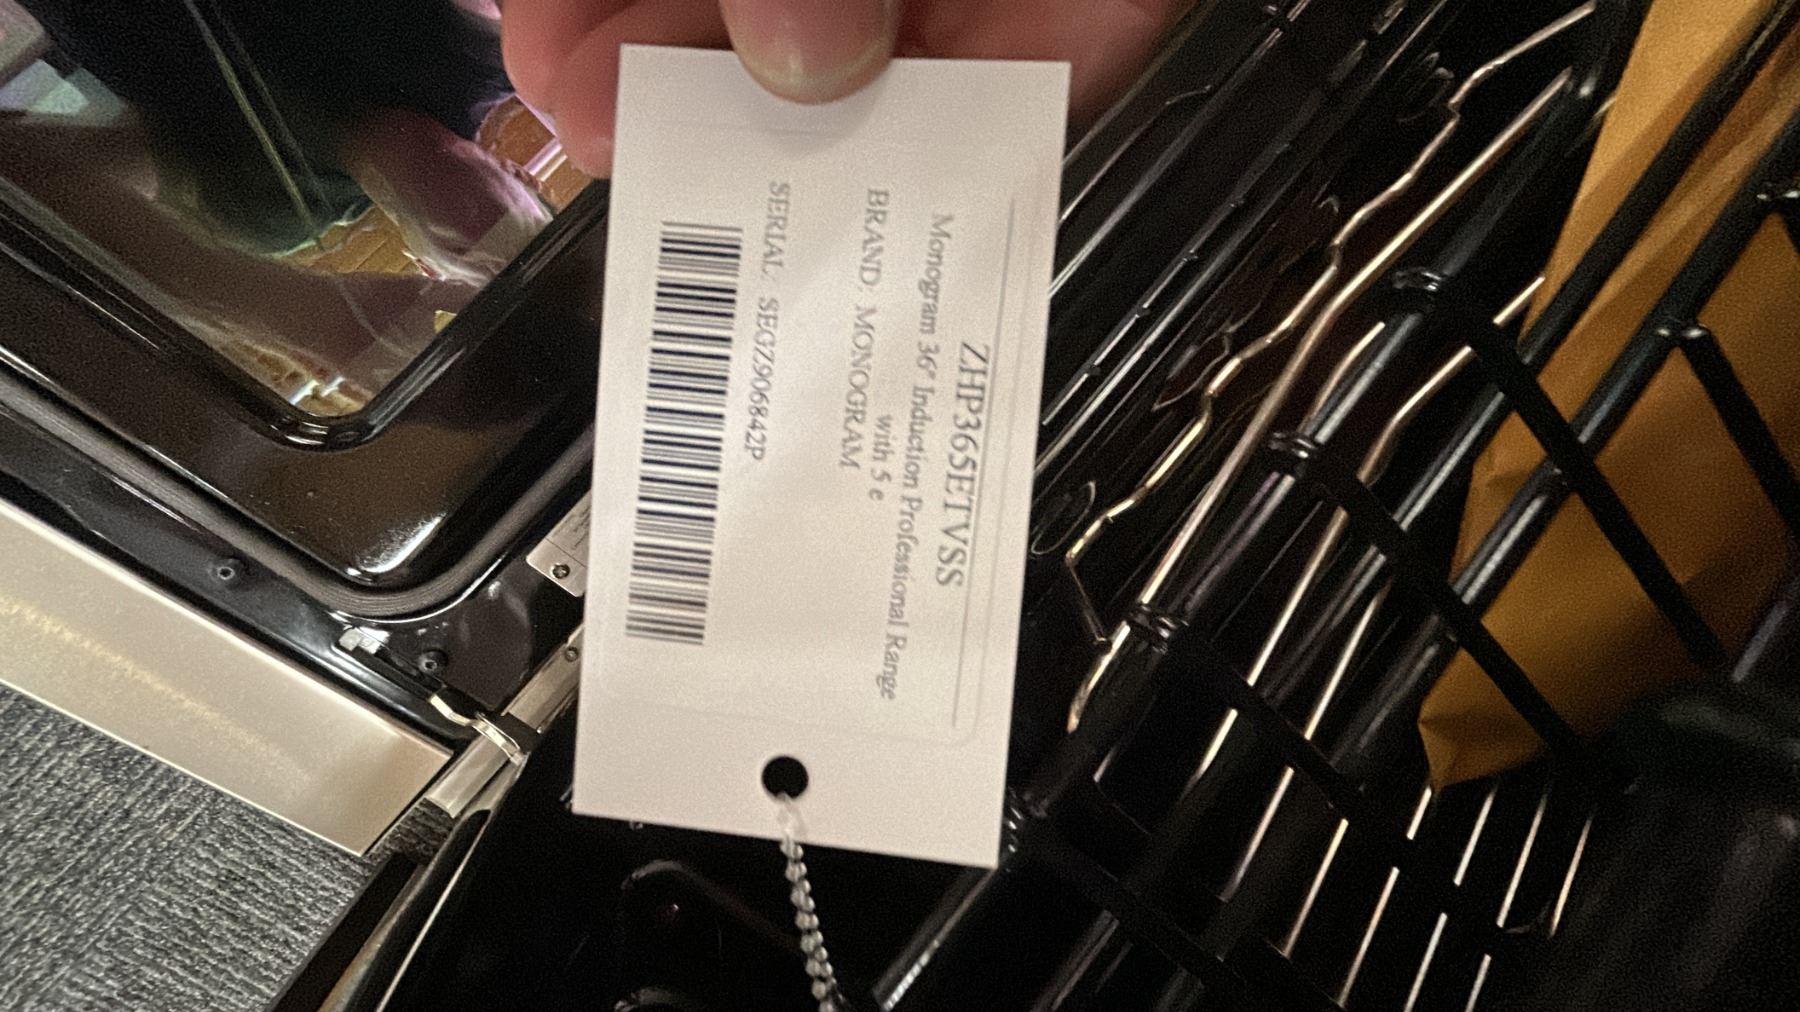 ZHP365ETVSS
Monogram 36" Induction Professional Range
with 5 e
BRAND: MONOGRAM
SERIAL: SEGZ906842P